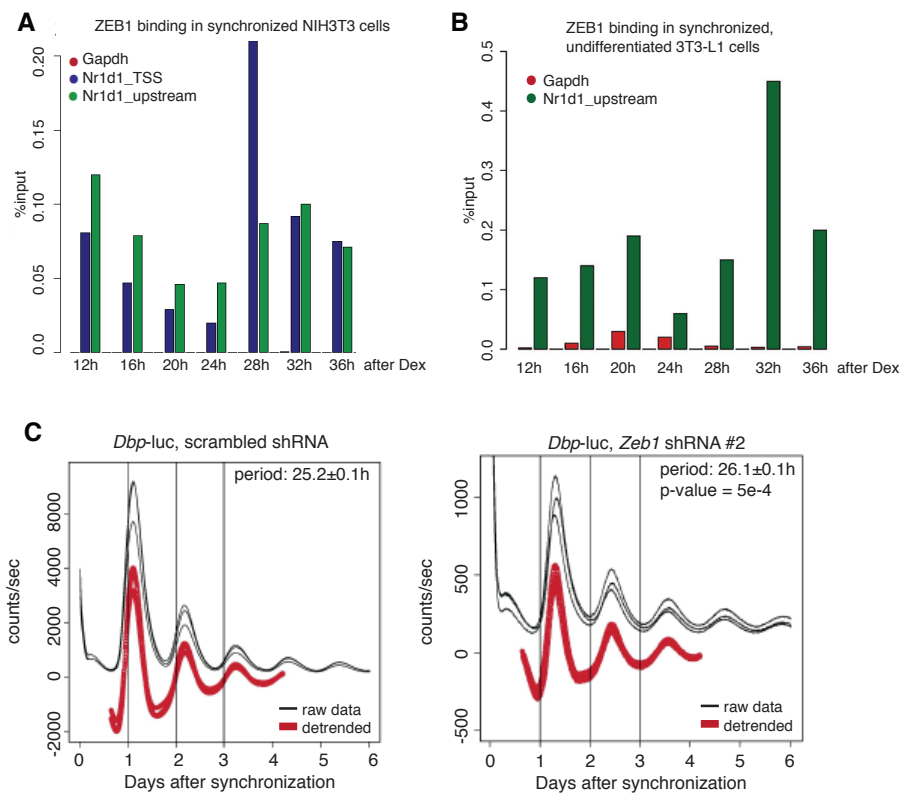 A
ZEB1 binding in synchronized NIH3T3 cells
Gapdh
Nr1d1_TSS
Nr1d1_upstream
%input
0.20
0.15
0.10
0.05
0.0
12h 16h 20h 24h 28h 32h 36h after Dex
B
ZEB1 binding in synchronized,
undifferentiated 3T3-L1 cells
Gapdh
Nr1d1_upstream
%input
0.5
0.4
0.3
0.2
0.1
0.0
12h 16h 20h 24h 28h 32h 36h after Dex
C
Dbp-luc, scrambled shRNA
period: 25.2±0.1h
counts/sec
8000
6000
4000
2000
0
-2000
raw data
detrended
0 1 2 3 4 5 6
Days after synchronization
Dbp-luc, Zeb1 shRNA #2
period: 26.1±0.1h
p-value = 5e-4
counts/sec
1000
500
0
-500
raw data
detrended
0 1 2 3 4 5 6
Days after synchronization